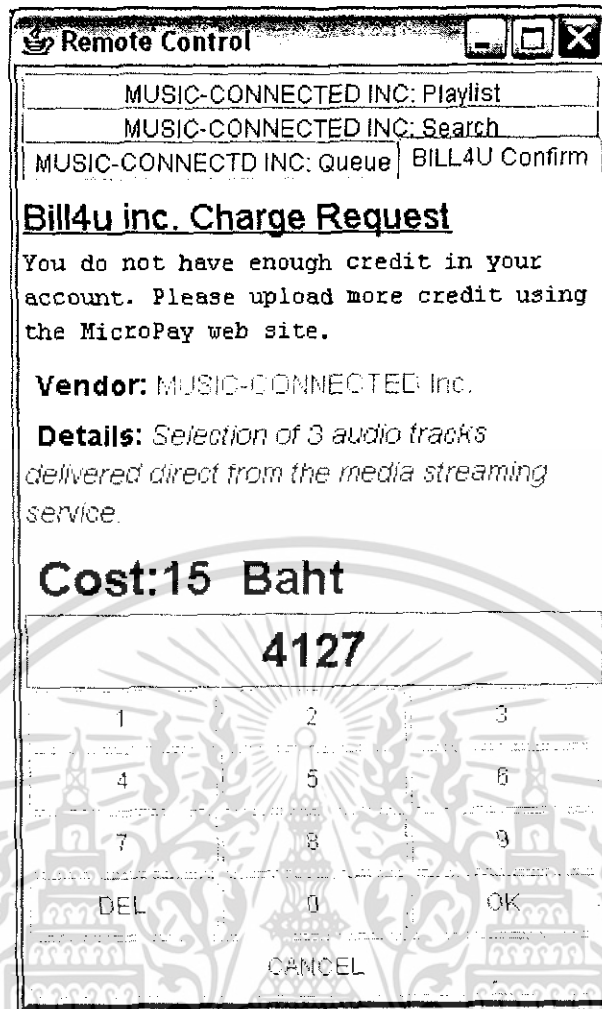 Remote Control
MUSIC-CONNECTED INC: Playlist
MUSIC-CONNECTED INC: Search
MUSIC-CONNECTD INC: Queue BILL4U Confirm
Bill4u inc. Charge Request
You do not have enough credit in your
account. Please upload more credit using
the MicroPay web site.
Vendor: MUSIC-CONNECTED Inc.
Details: Selection of 3 audio tracks
delivered direct from the media streaming
service.
Cost:15 Baht
4127
1 2 3
4 5 6
7 8 9
DEL 0 OK
CANCEL